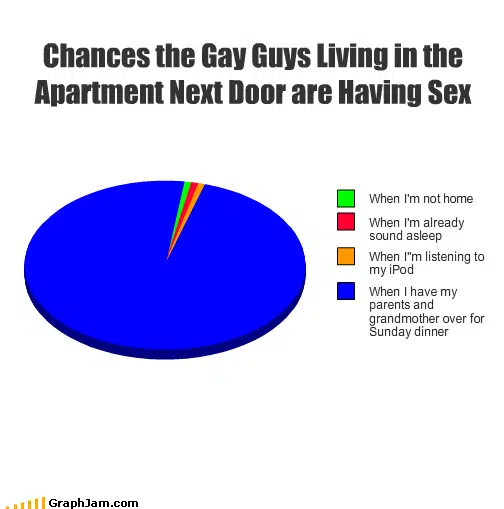 Chances the Gay Guys Living in the
Apartment Next Door are Having Sex
When I'm not home
When I'm already
sound asleep
When I"m listening to
my iPod
When I have my
parents and
grandmother over for
Sunday dinner
GraphJam.com